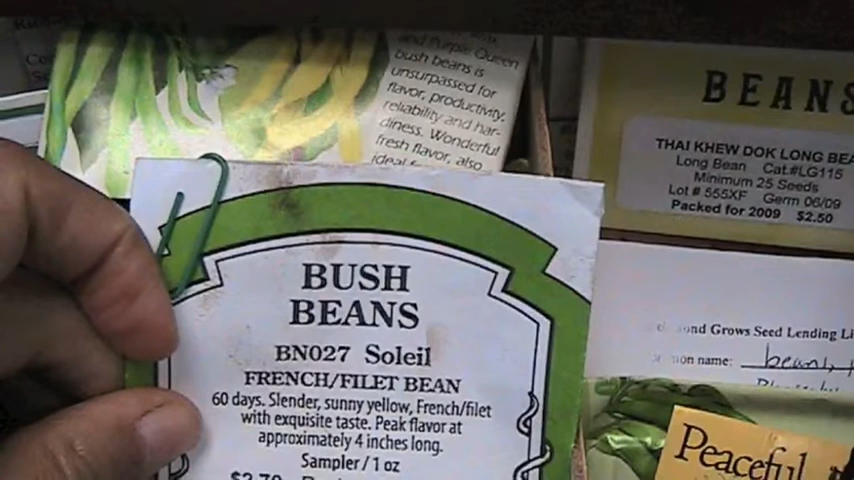 and Purple Queen
bush beans is
unsurpassed for
flavor, productivity,
reliability and har-
diness. Wonderful
fresh flavor, also
ideal
BEANS
THAI KHEW DOK LONG BEA
Long Bean Cat.#LG115
Minimum 25 Seeds
Lot # 555XF Germ 06/09
Packed for 2009 $2.50
BUSH
BEANS
BN027 Soleil
FRENCH/FILET BEAN
60 days. Slender, sunny yellow, French/filet
with exquisite taste. Peak flavor at
approximately 4 inches long.
Sampler/1 oz
ond Grows Seed Lending Li
on name:
Peaceful